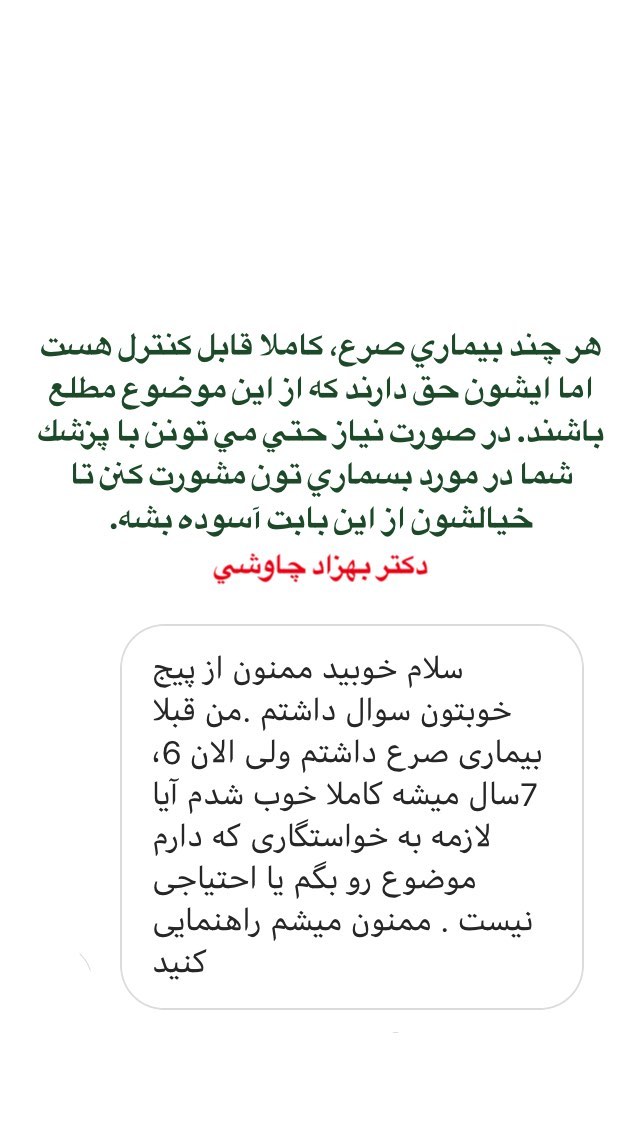 هر چند بيماري صرع، كاملا قابل كنترل هست
اما ايشون حق دارند كه از اين موضوع مطلع
باشند. در صورت نياز حتي مي تونن با پزشك
شما در مورد بسماري تون مشورت كنن تا
خيالشون از اين بابت آسوده بشه.
دكتر بهزاد چاوشي
سلام خوبید ممنون از پیج
خوبتون سوال داشتم .من قبلا
بیماری صرع داشتم ولی الان 6،
7سال میشه کاملا خوب شدم آیا
لازمه به خواستگاری که دارم
موضوع رو بگم یا احتیاجی
نیست . ممنون میشم راهنمایی
کنید